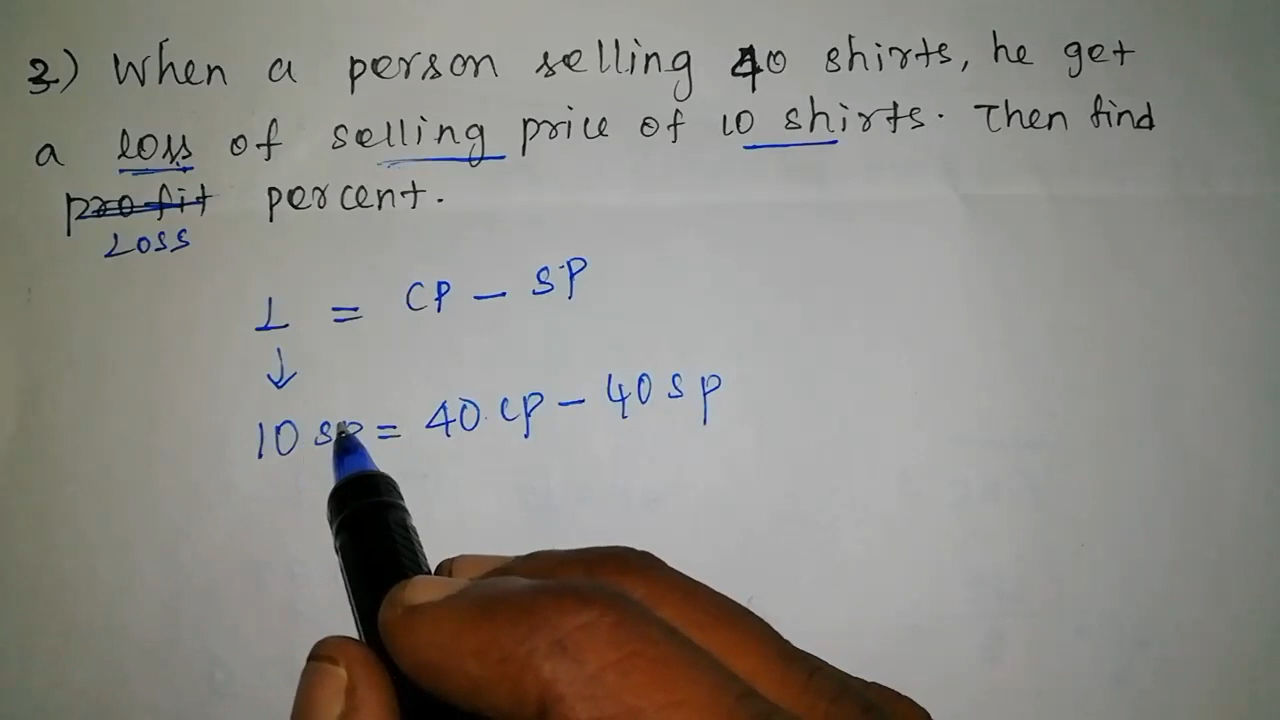 3) When a person selling 40 shirts, he get
a loss of selling price of 10 shirts. Then find
profit percent.
Loss
L = CP - SP
↓
10 SP = 40 CP - 40 SP